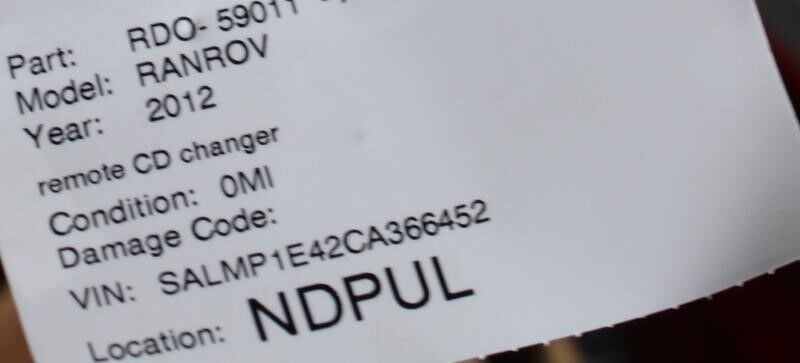 Part: RDO- 59011
Model: RANROV
Year: 2012
remote CD changer
Condition: 0MI
Damage Code:
VIN: SALMP1E42CA366452
Location: NDPUL